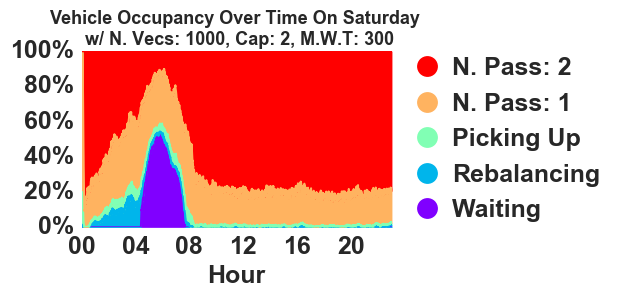 Vehicle Occupancy Over Time On Saturday
w/ N. Vecs: 1000, Cap: 2, M.W.T: 300
100%
80%
60%
40%
20%
0%
00 04 08 12 16 20
Hour
N. Pass: 2
N. Pass: 1
Picking Up
Rebalancing
Waiting